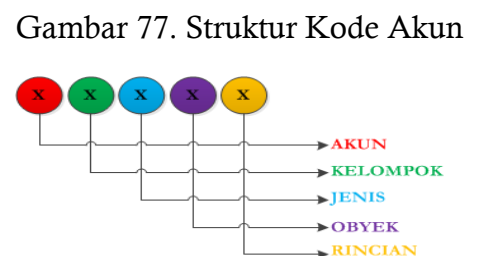 Gambar 77. Struktur Kode Akun
X X X X X
AKUN
KELOMPOK
JENIS
OBYEK
RINCIAN